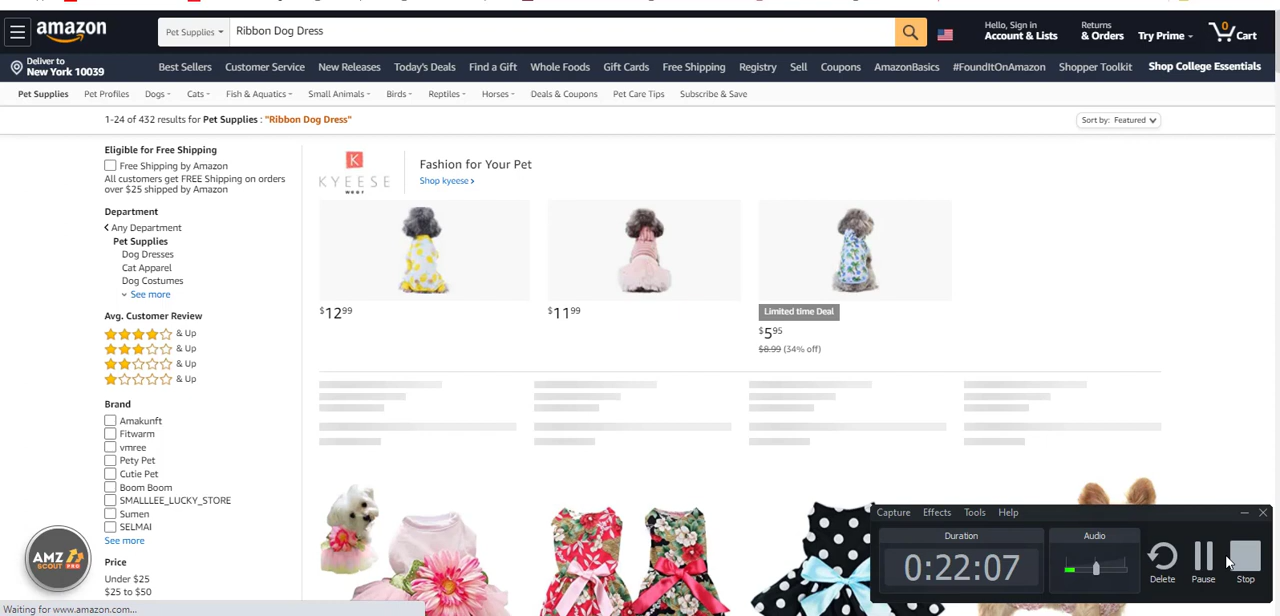 amazon
Pet Supplies
Ribbon Dog Dress
Hello, Sign in
Account & Lists
Returns
& Orders
Try Prime
0
Cart
Deliver to
New York 10039
Best Sellers
Customer Service
New Releases
Today's Deals
Find a Gift
Whole Foods
Gift Cards
Free Shipping
Registry
Sell
Coupons
AmazonBasics
#FoundItOnAmazon
Shopper Toolkit
Shop College Essentials
Pet Supplies
Pet Profiles
Dogs
Cats
Fish & Aquatics
Small Animals
Birds
Reptiles
Horses
Deals & Coupons
Pet Care Tips
Subscribe & Save
1-24 of 432 results for Pet Supplies : "Ribbon Dog Dress"
Sort by: Featured
Eligible for Free Shipping
Free Shipping by Amazon
All customers get FREE Shipping on orders
over $25 shipped by Amazon
Department
Any Department
Pet Supplies
Dog Dresses
Cat Apparel
Dog Costumes
See more
Avg. Customer Review
& Up
& Up
& Up
& Up
Brand
Amakunft
Fitwarm
vmree
Pety Pet
Cutie Pet
Boom Boom
SMALLLEE_LUCKY_STORE
Sumen
SELMAI
See more
Price
Under $25
$25 to $50
K
KYEESE
wear
Fashion for Your Pet
Shop kyeese ›
$12.99
$11.99
Limited time Deal
$5.95
$8.99 (34% off)
AMZ
SCOUT PRO
Waiting for www.amazon.com...
Capture
Effects
Tools
Help
Duration
0:22:07
Audio
Delete
Pause
Stop